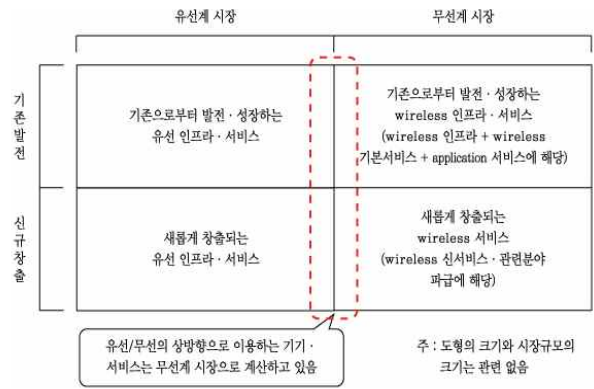 유선계 시장
무선계 시장
기존발전
기존으로부터 발전 · 성장하는
유선 인프라 · 서비스
기존으로부터 발전 · 성장하는
wireless 인프라 · 서비스
(wireless 인프라 + wireless
기본서비스 + application 서비스에 해당)
신규창출
새롭게 창출되는
유선 인프라 · 서비스
새롭게 창출되는
wireless 서비스
(wireless 신서비스 · 관련분야
파급에 해당)
유선/무선의 상방향으로 이용하는 기기 ·
서비스는 무선계 시장으로 계산하고 있음
주 : 도형의 크기와 시장규모의
크기는 관련 없음